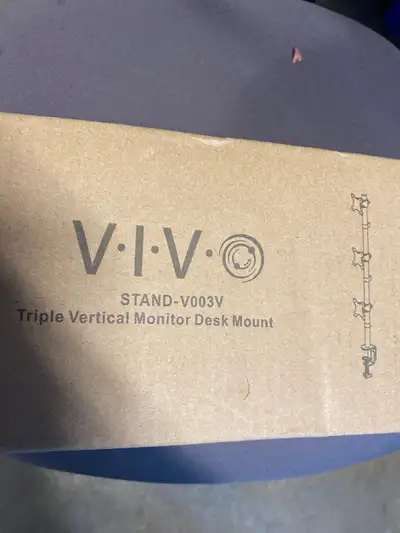 V·I·V·O
STAND-V003V
Triple Vertical Monitor Desk Mount